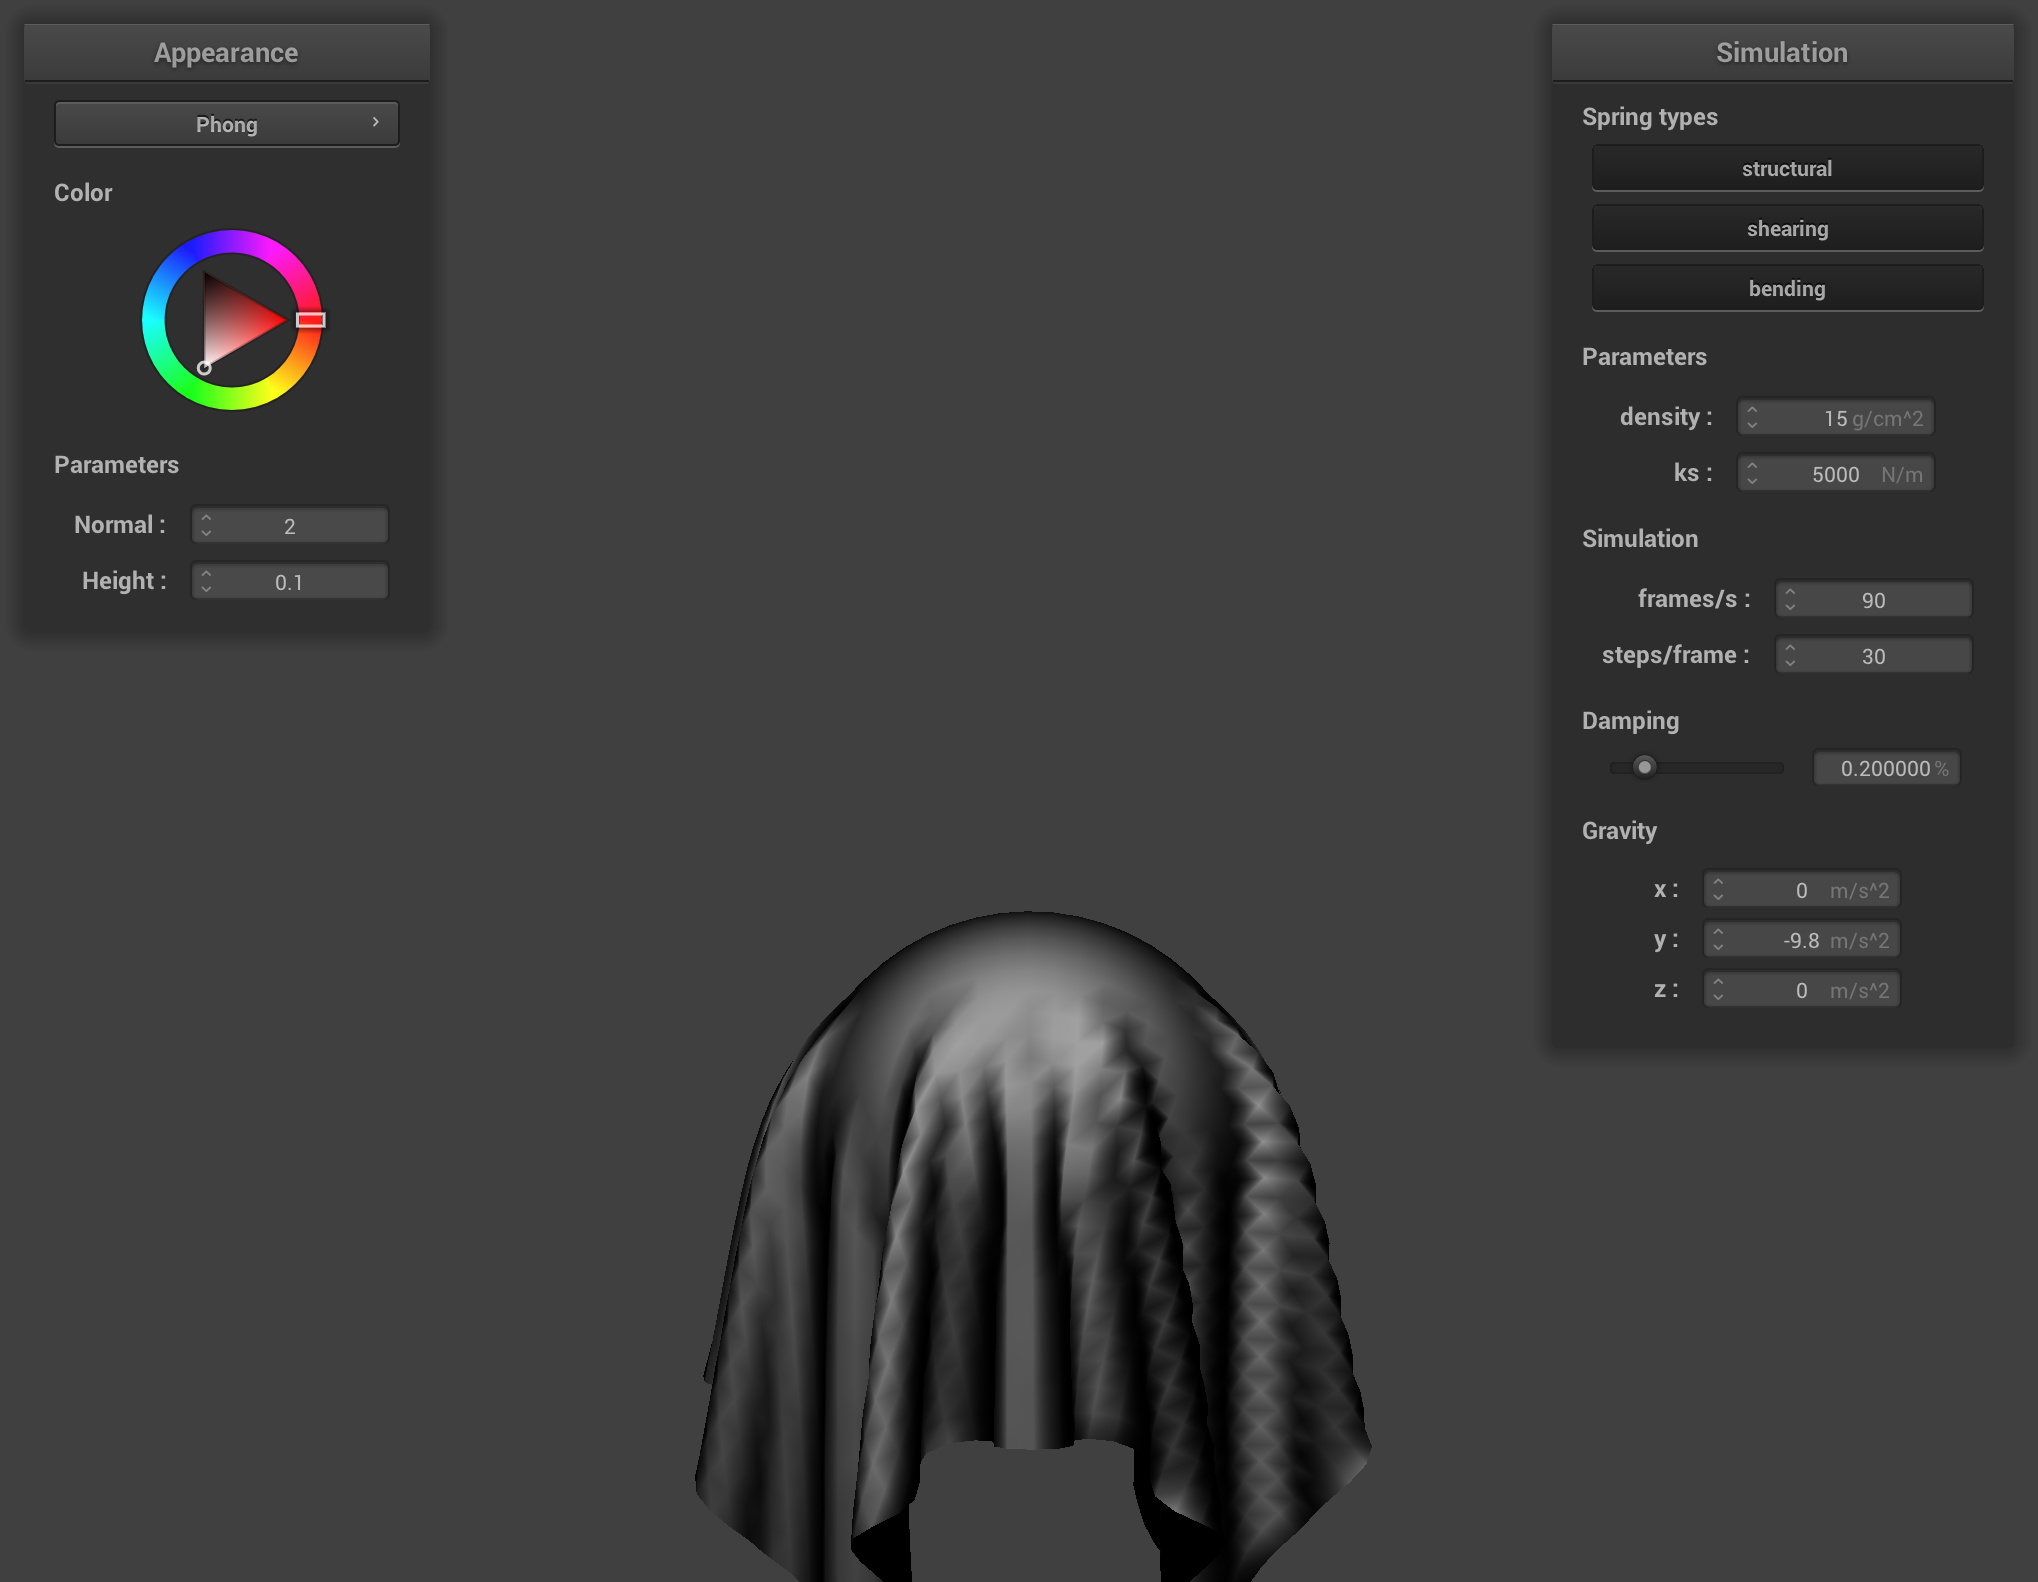 Appearance
Phong
Color
Parameters
Normal : 2
Height : 0.1
Simulation
Spring types
structural
shearing
bending
Parameters
density : 15 g/cm^2
ks : 5000 N/m
Simulation
frames/s : 90
steps/frame : 30
Damping
0.200000 %
Gravity
x : 0 m/s^2
y : -9.8 m/s^2
z : 0 m/s^2